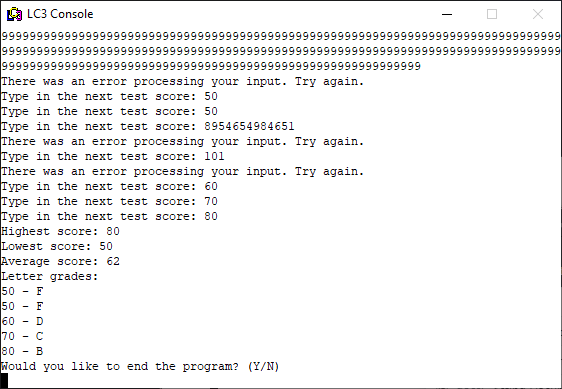 LC3 Console
99999999999999999999999999999999999999999999999999999999999999999999999999999999
99999999999999999999999999999999999999999999999999999999999999999999999999999999
999999999999999999999999999999999999999999999999999999999999
There was an error processing your input. Try again.
Type in the next test score: 50
Type in the next test score: 50
Type in the next test score: 8954654984651
There was an error processing your input. Try again.
Type in the next test score: 101
There was an error processing your input. Try again.
Type in the next test score: 60
Type in the next test score: 70
Type in the next test score: 80
Highest score: 80
Lowest score: 50
Average score: 62
Letter grades:
50 - F
50 - F
60 - D
70 - C
80 - B
Would you like to end the program? (Y/N)